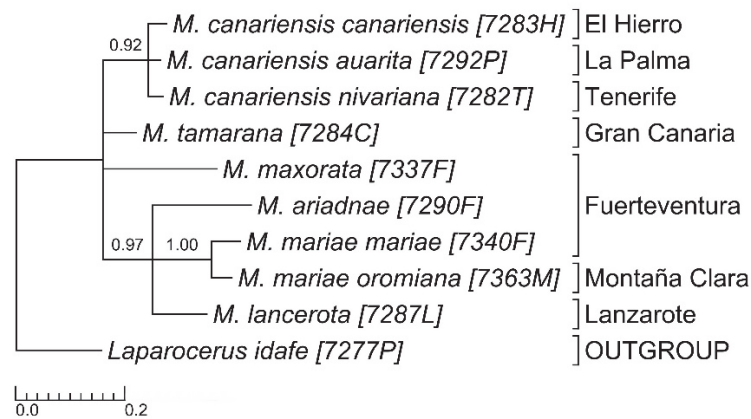 M. canariensis canariensis [7283H] El Hierro
0.92
M. canariensis auarita [7292P] La Palma
M. canariensis nivariana [7282T] Tenerife
M. tamarana [7284C] Gran Canaria
M. maxorata [7337F]
M. ariadnae [7290F] Fuerteventura
0.97 1.00
M. mariae mariae [7340F]
M. mariae oromiana [7363M] Montaña Clara
M. lancerota [7287L] Lanzarote
Laparocerus idafe [7277P] OUTGROUP
0.0 0.2